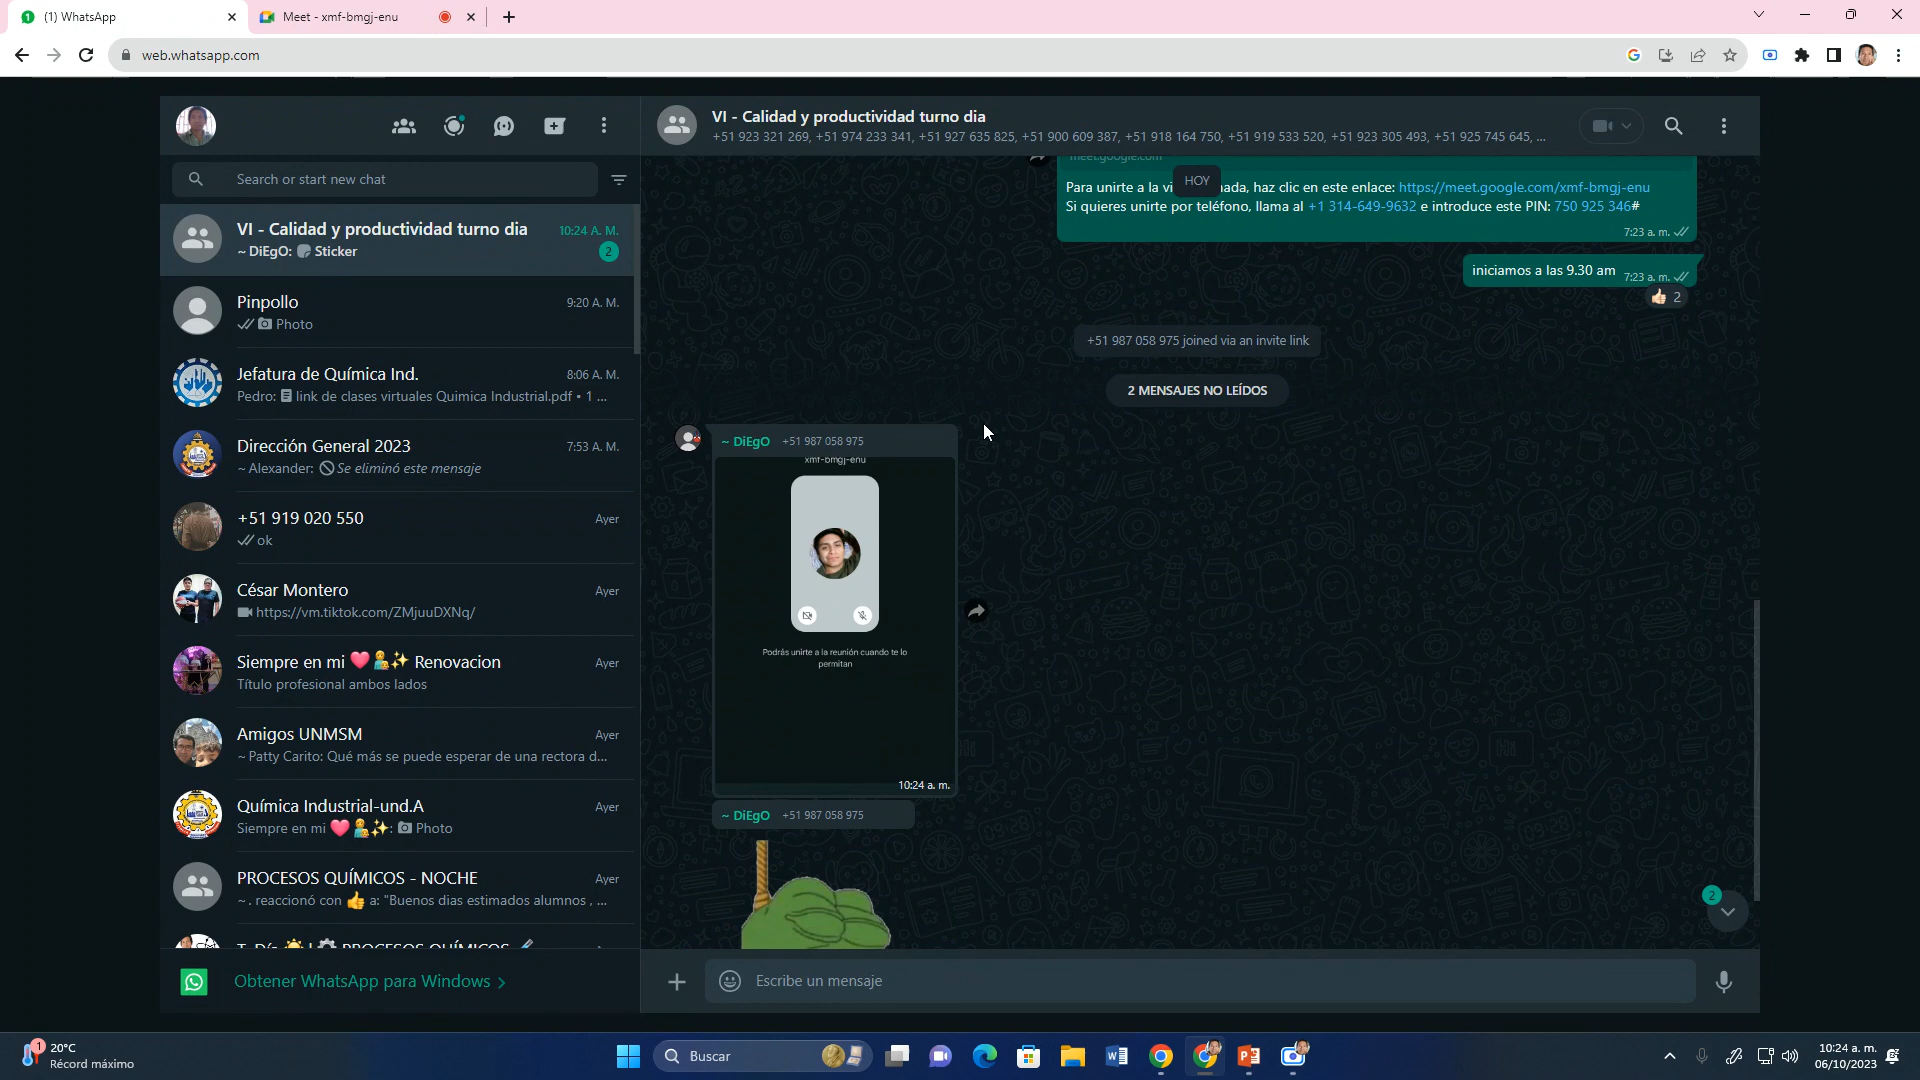 (1) WhatsApp
Meet - xmf-bmgj-enu
web.whatsapp.com
Search or start new chat
VI - Calidad y productividad turno dia
10:24 A. M.
~ DiEgO: Sticker
2
Pinpollo
9:20 A. M.
Photo
Jefatura de Química Ind.
8:06 A. M.
Pedro: link de clases virtuales Quimica Industrial.pdf • 1 ...
Dirección General 2023
7:53 A. M.
~ Alexander: Se eliminó este mensaje
+51 919 020 550
Ayer
ok
César Montero
Ayer
https://vm.tiktok.com/ZMjuuDXNq/
Siempre en mi ❤️✨ Renovacion
Ayer
Título profesional ambos lados
Amigos UNMSM
Ayer
~ Patty Carito: Qué más se puede esperar de una rectora d...
Química Industrial-und.A
Ayer
Siempre en mi ❤️✨: Photo
PROCESOS QUÍMICOS - NOCHE
Ayer
~ . reaccionó con 👍 a: "Buenos dias estimados alumnos , ...
Obtener WhatsApp para Windows
VI - Calidad y productividad turno dia
+51 923 321 269, +51 974 233 341, +51 927 635 825, +51 900 609 387, +51 918 164 750, +51 919 533 520, +51 923 305 493, +51 925 745 645, ...
meet.google.com
HOY
Para unirte a la vi mada, haz clic en este enlace: https://meet.google.com/xmf-bmgj-enu
Si quieres unirte por teléfono, llama al +1 314-649-9632 e introduce este PIN: 750 925 346#
7:23 a. m.
iniciamos a las 9.30 am 7:23 a. m.
👍 2
+51 987 058 975 joined via an invite link
2 MENSAJES NO LEÍDOS
~ DiEgO +51 987 058 975
xmf-bmgj-enu
Podrás unirte a la reunión cuando te lo
permitan
10:24 a. m.
~ DiEgO +51 987 058 975
2
Escribe un mensaje
1
20°C
Récord máximo
Buscar
10:24 a. m.
06/10/2023